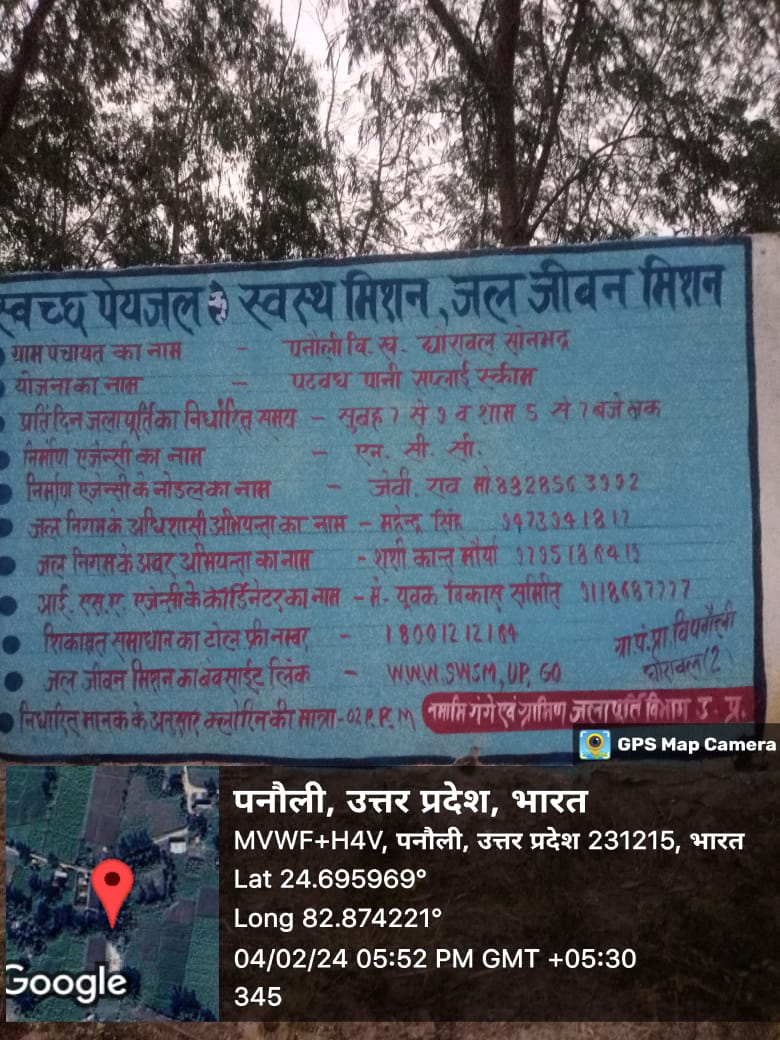 स्वच्छ पेयजल से स्वस्थ मिशन, जल जीवन मिशन
ग्राम पंचायत का नाम - पनौली वि. ख. घोरावल सोनभद्र
योजना का नाम - पटवध पानी सप्लाई स्कीम
प्रतिदिन जलापूर्ति का निर्धारित समय - सुबह 7 से 9 व शाम 5 से 7 बजे तक
निर्माण एजेन्सी का नाम - एन. सी. सी.
निर्माण एजेन्सी के नोडल का नाम - जेवी. राव मो.
जल निगम के अधिशासी अभियन्ता का नाम - महेन्द्र सिंह 9473941817
जल निगम के अवर अभियन्ता का नाम - शशी कान्त मौर्या
आई. एस. ए. एजेन्सी के कोर्डिनेटर का नाम - मे. युवक विकास समिति 9118687777
शिकायत समाधान का टोल फ्री नम्बर - 18001212164
ग्रा. पं. प्रा. वि. पनौली
घोरावल (2)
जल जीवन मिशन का बेवसाईट लिंक - WWW.SWSM,UP,GO
निर्धारित मानक के अनुसार क्लोरिन की मात्रा - 02 P.P.M
नमामि गंगे एवं ग्रामिण जलापूर्ति विभाग उ. प्र.
GPS Map Camera
पनौली, उत्तर प्रदेश, भारत
MVWF+H4V, पनौली, उत्तर प्रदेश 231215, भारत
Lat 24.695969°
Long 82.874221°
04/02/24 05:52 PM GMT +05:30
345
Google